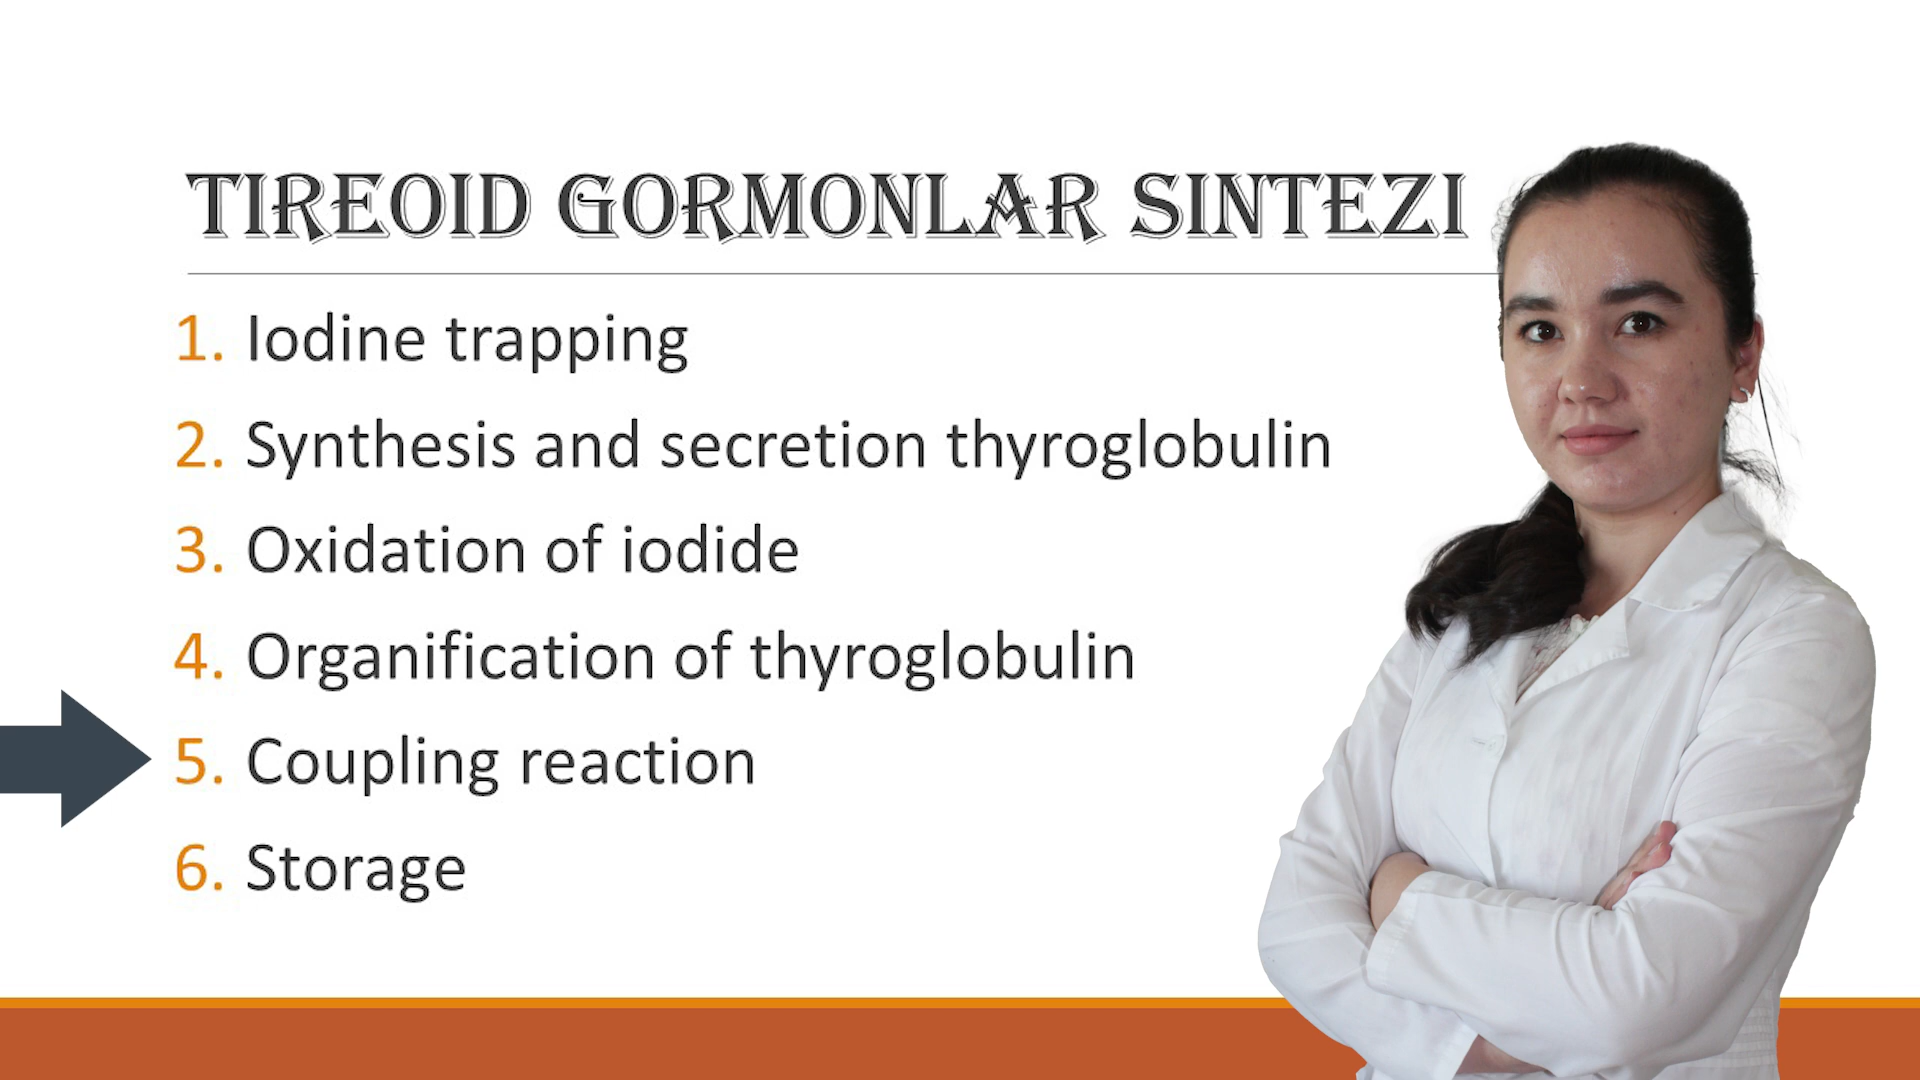 TIREOID GORMONLAR SINTEZI
1. Iodine trapping
2. Synthesis and secretion thyroglobulin
3. Oxidation of iodide
4. Organification of thyroglobulin
5. Coupling reaction
6. Storage